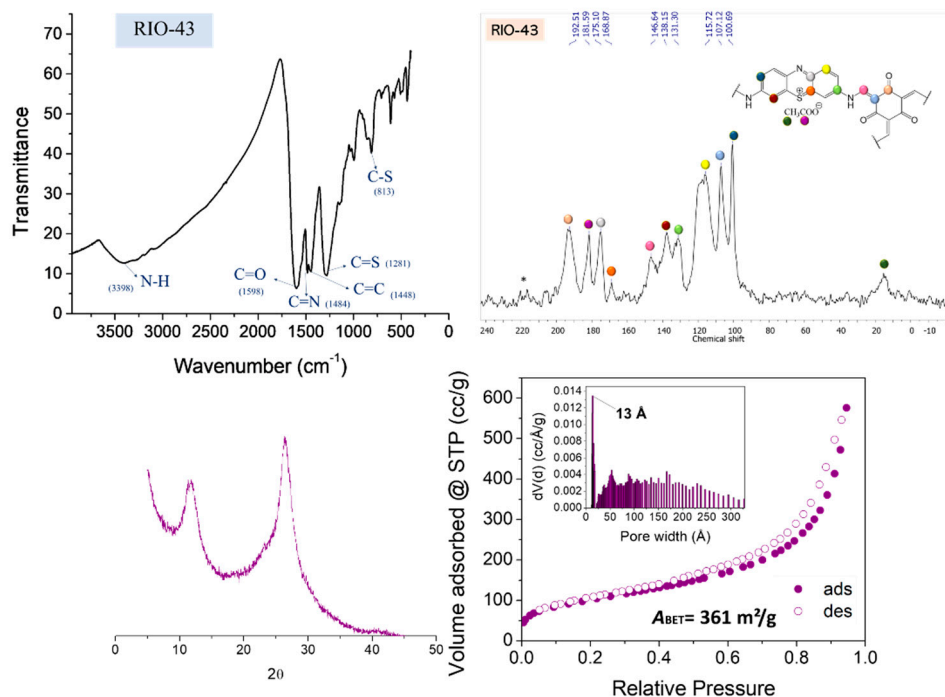 RIO-43
Transmittance
70
60
50
40
30
20
10
0
C-S
(813)
N-H
(3398)
C=O
(1598)
C=N (1484)
C=S (1281)
C=C (1448)
3500 3000 2500 2000 1500 1000 500 0
Wavenumber (cm-1)
RIO-43
192.51
181.59
175.10
168.87
146.64
138.15
131.30
115.72
107.12
100.69
N
S
⊕
NH
NH
O
O
O
CH3COO⊖
*
240 220 200 180 160 140 120 100 80 60 40 20 0 -10
Chemical shift
0 10 20 30 40 50
2θ
Volume adsorbed @ STP (cc/g)
600
500
400
300
200
100
0
dV(d) (cc/Å/g)
0.014
0.012
0.010
0.008
0.006
0.004
0.002
0.000
13 Å
50 100 150 200 250 300
Pore width (Å)
ads
des
ABET= 361 m²/g
0.0 0.2 0.4 0.6 0.8 1.0
Relative Pressure